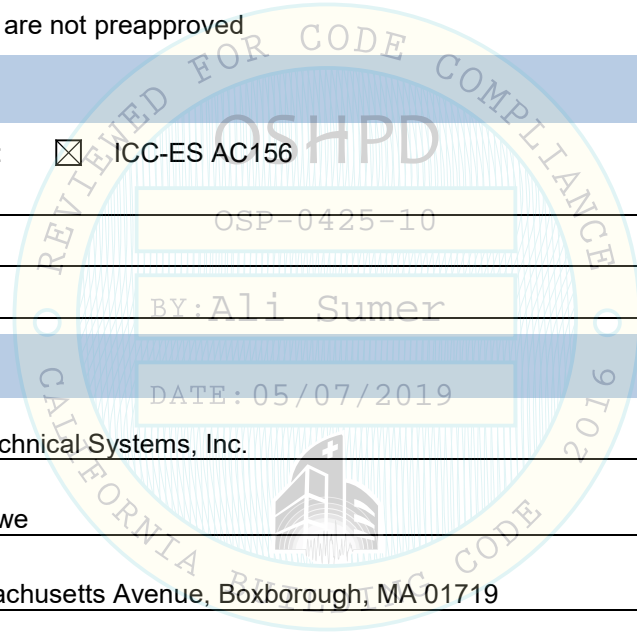 are not preapproved
REVIEWED FOR CODE COMPLIANCE
OSHPD
ICC-ES AC156
OSP-0425-10
BY: Ali Sumer
DATE: 05/07/2019
chnical Systems, Inc.
we
achusetts Avenue, Boxborough, MA 01719
CALIFORNIA BUILDING CODE 2016